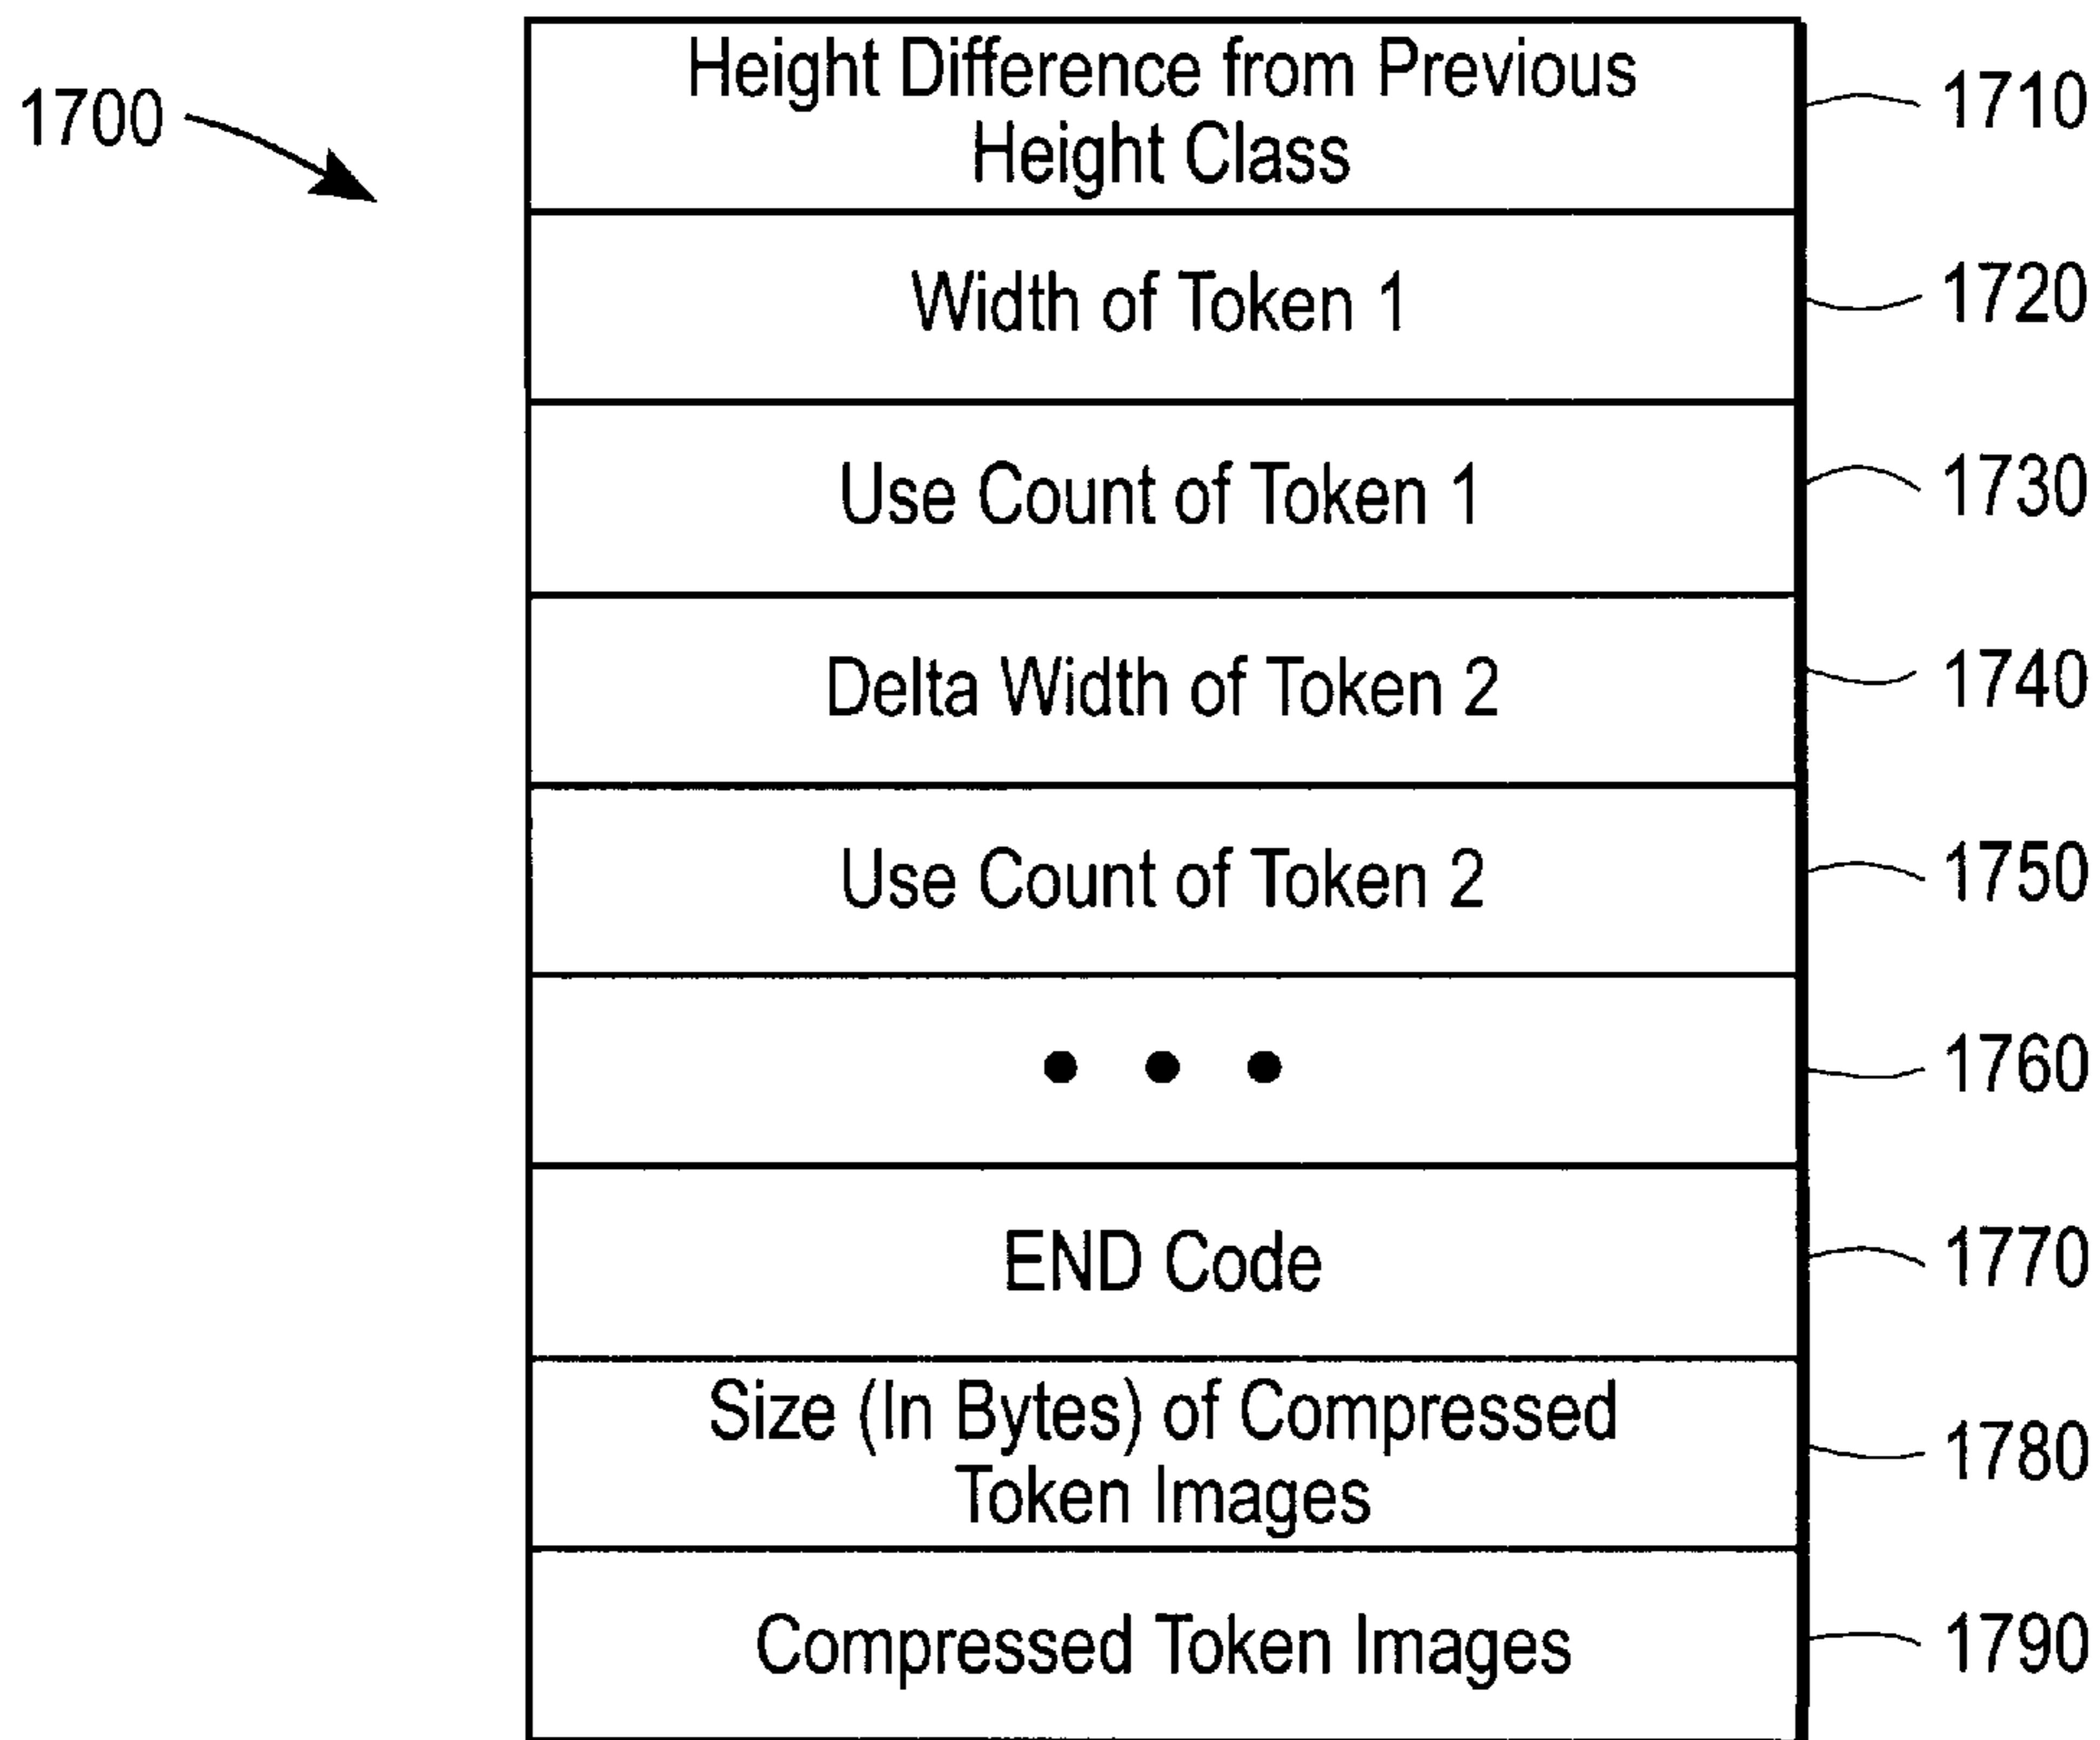 1700
Height Difference from Previous
Height Class
1710
Width of Token 1
1720
Use Count of Token 1
1730
Delta Width of Token 2
1740
Use Count of Token 2
1750
• • •
1760
END Code
1770
Size (In Bytes) of Compressed
Token Images
1780
Compressed Token Images
1790